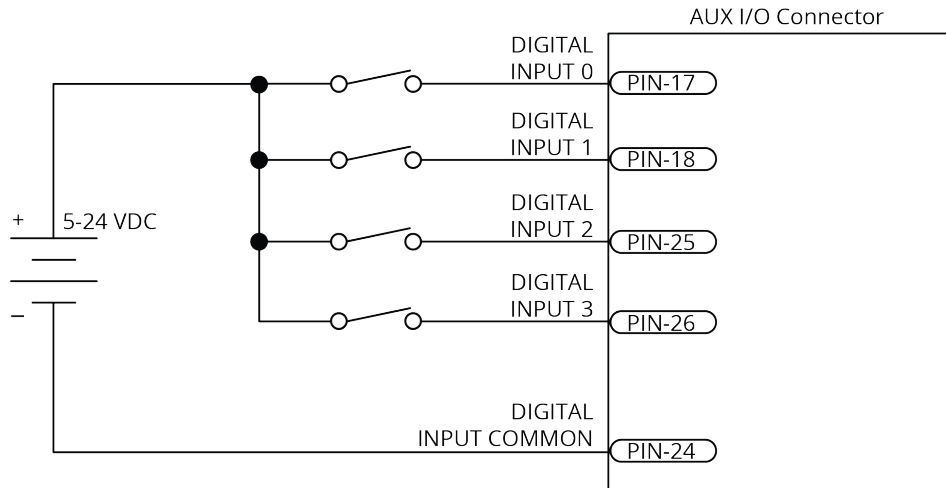 AUX I/O Connector
DIGITAL
INPUT 0
PIN-17
DIGITAL
INPUT 1
PIN-18
DIGITAL
INPUT 2
PIN-25
+
5-24 VDC
DIGITAL
INPUT 3
PIN-26
–
DIGITAL
INPUT COMMON
PIN-24